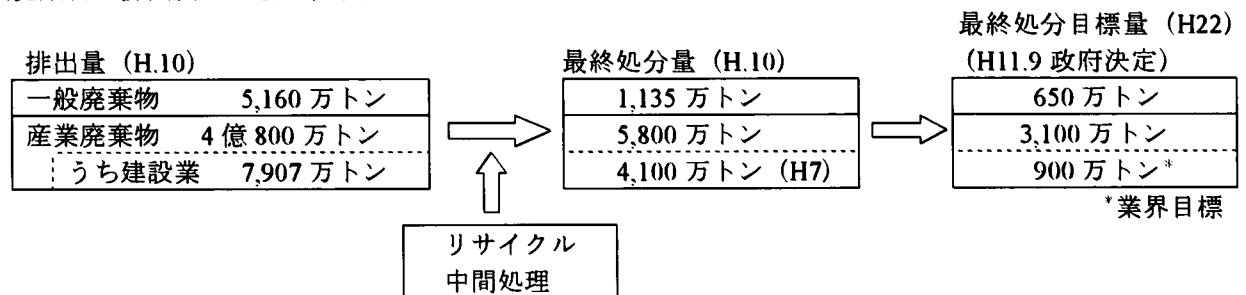 最終処分目標量（H22）
排出量（H.10）　最終処分量（H.10）　（H11.9 政府決定）
一般廃棄物　5,160 万トン　1,135 万トン　650 万トン
産業廃棄物　4 億 800 万トン　5,800 万トン　3,100 万トン
うち建設業　7,907 万トン　4,100 万トン（H7）　900 万トン*
*業界目標
リサイクル
中間処理